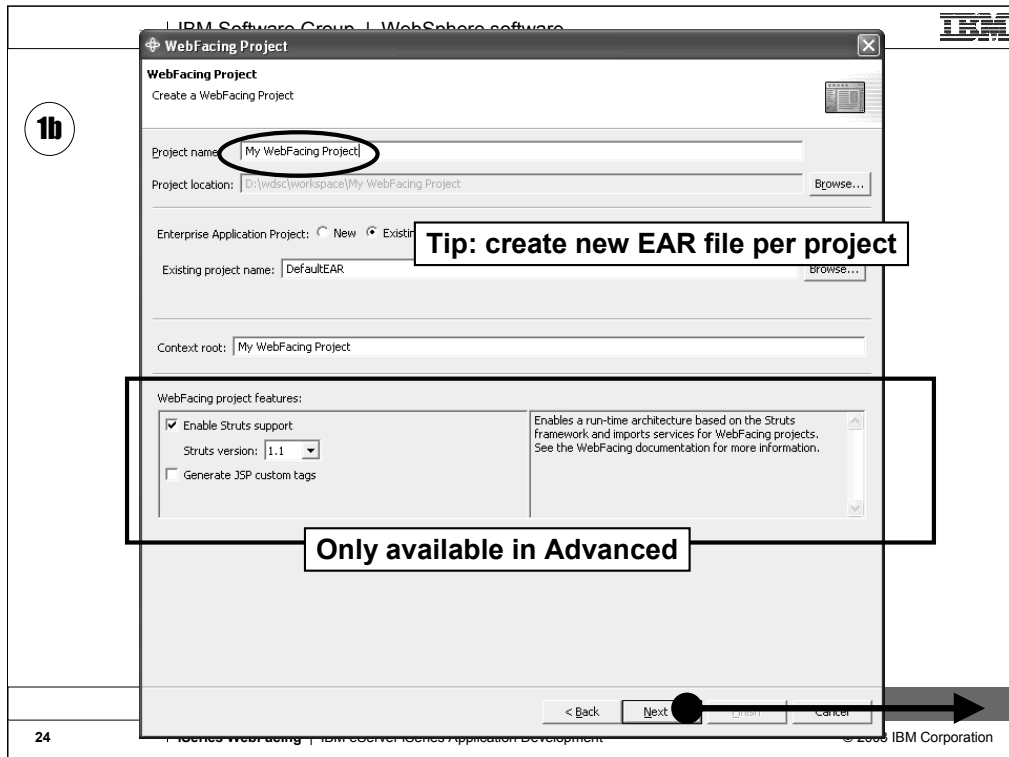 IBM Software Group | WebSphere software
IBM
WebFacing Project
WebFacing Project
Create a WebFacing Project
1b
Project name: My WebFacing Project
Project location: D:\wdsc\workspace\My WebFacing Project
Browse...
Enterprise Application Project: New Existin
Tip: create new EAR file per project
Existing project name: DefaultEAR
Browse...
Context root: My WebFacing Project
WebFacing project features:
Enable Struts support
Struts version: 1.1
Generate JSP custom tags
Enables a run-time architecture based on the Struts
framework and imports services for WebFacing projects.
See the WebFacing documentation for more information.
Only available in Advanced
< Back
Next
Finish
Cancel
24
iSeries WebFacing | IBM eServer iSeries Application Development
© 2003 IBM Corporation